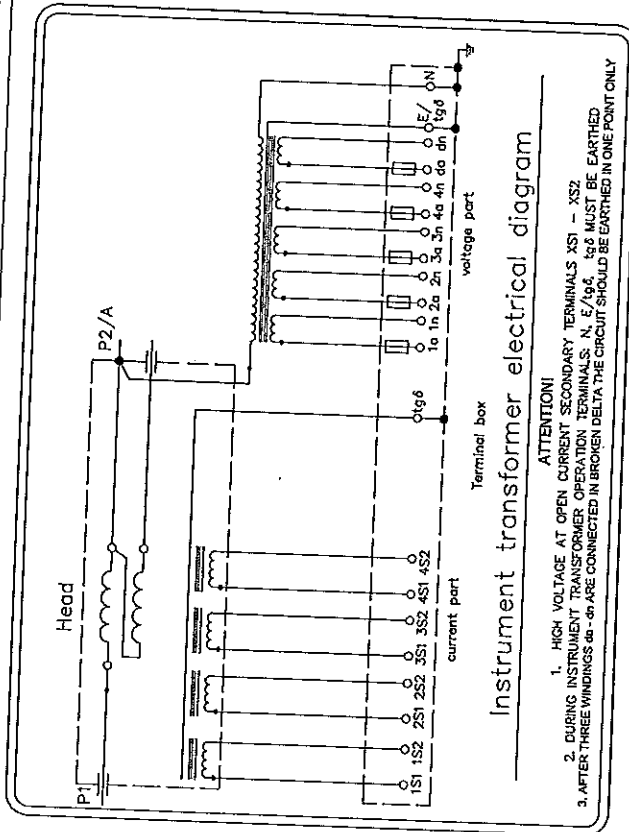 Head
P1
P2/A
1S1 1S2 2S1 2S2 3S1 3S2 4S1 4S2
tgδ
1a 1n 2a 2n 3a 3n 4a 4n da dn E/tgδ N
current part
Terminal box
voltage part
Instrument transformer electrical diagram
ATTENTION!
1. HIGH VOLTAGE AT OPEN CURRENT SECONDARY TERMINALS XS1 – XS2
2. DURING INSTRUMENT TRANSFORMER OPERATION TERMINALS: N, E/tgδ, tgδ MUST BE EARTHED
3. AFTER THREE WINDINGS da - dn ARE CONNECTED IN BROKEN DELTA THE CIRCUIT SHOULD BE EARTHED IN ONE POINT ONLY